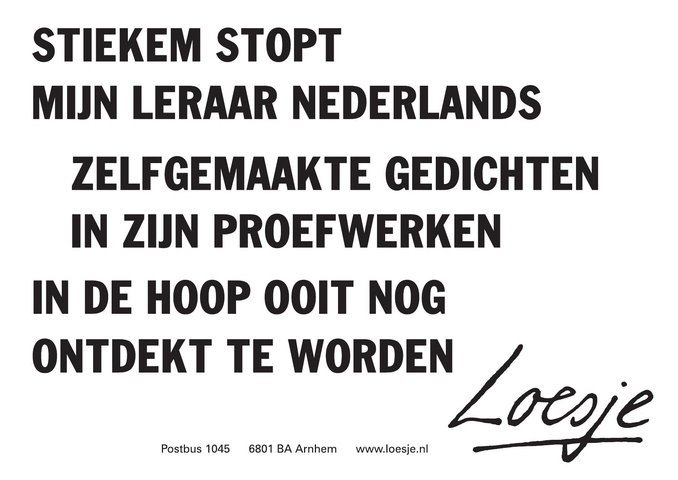 STIEKEM STOPT
MIJN LERAAR NEDERLANDS
ZELFGEMAAKTE GEDICHTEN
IN ZIJN PROEFWERKEN
IN DE HOOP OOIT NOG
ONTDEKT TE WORDEN
Loesje
Postbus 1045 6801 BA Arnhem www.loesje.nl